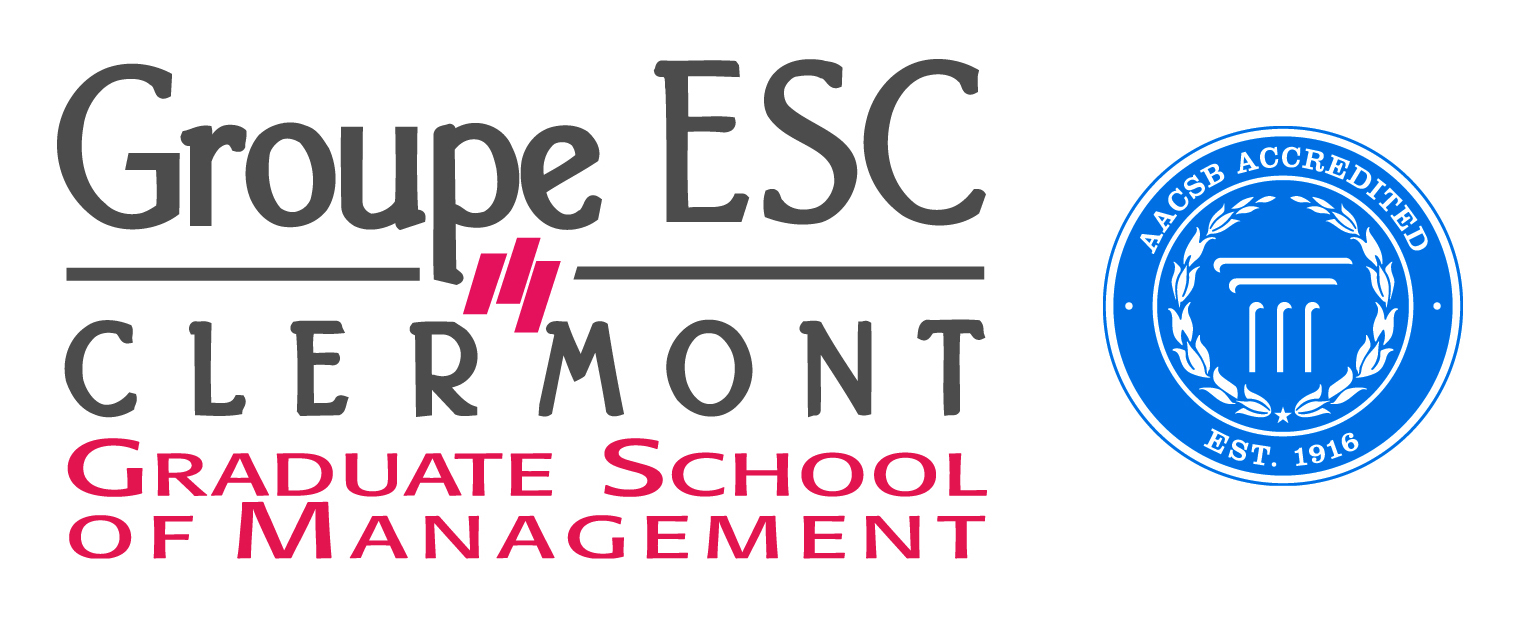 Groupe ESC
CLERMONT
GRADUATE SCHOOL
OF MANAGEMENT
AACSB ACCREDITED
EST. 1916